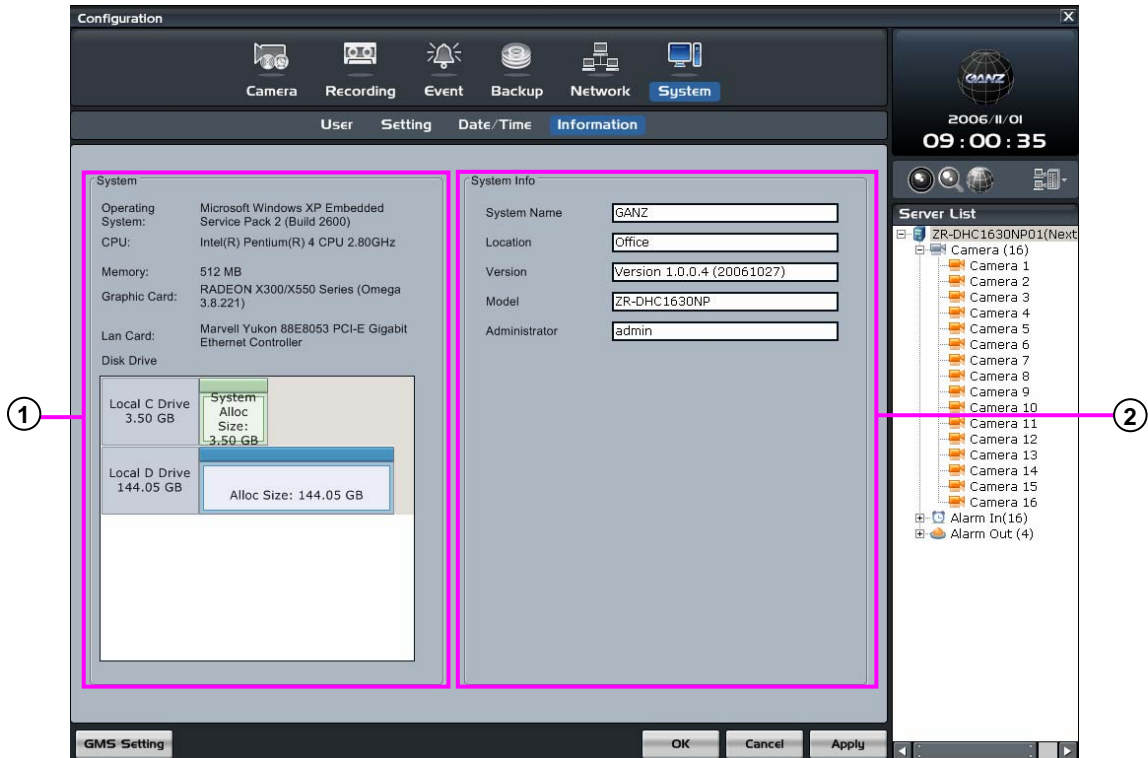 Configuration
X
Camera Recording Event Backup Network System
User Setting Date/Time Information
GANZ
2006/11/01
09:00:35
System
Operating System: Microsoft Windows XP Embedded Service Pack 2 (Build 2600)
CPU: Intel(R) Pentium(R) 4 CPU 2.80GHz
Memory: 512 MB
Graphic Card: RADEON X300/X550 Series (Omega 3.8.221)
Lan Card: Marvell Yukon 88E8053 PCI-E Gigabit Ethernet Controller
Disk Drive
Local C Drive
3.50 GB
System
Alloc
Size:
3.50 GB
Local D Drive
144.05 GB
Alloc Size: 144.05 GB
1
System Info
System Name GANZ
Location Office
Version Version 1.0.0.4 (20061027)
Model ZR-DHC1630NP
Administrator admin
2
Server List
ZR-DHC1630NP01(Next
Camera (16)
Camera 1
Camera 2
Camera 3
Camera 4
Camera 5
Camera 6
Camera 7
Camera 8
Camera 9
Camera 10
Camera 11
Camera 12
Camera 13
Camera 14
Camera 15
Camera 16
Alarm In(16)
Alarm Out (4)
GMS Setting
OK Cancel Apply